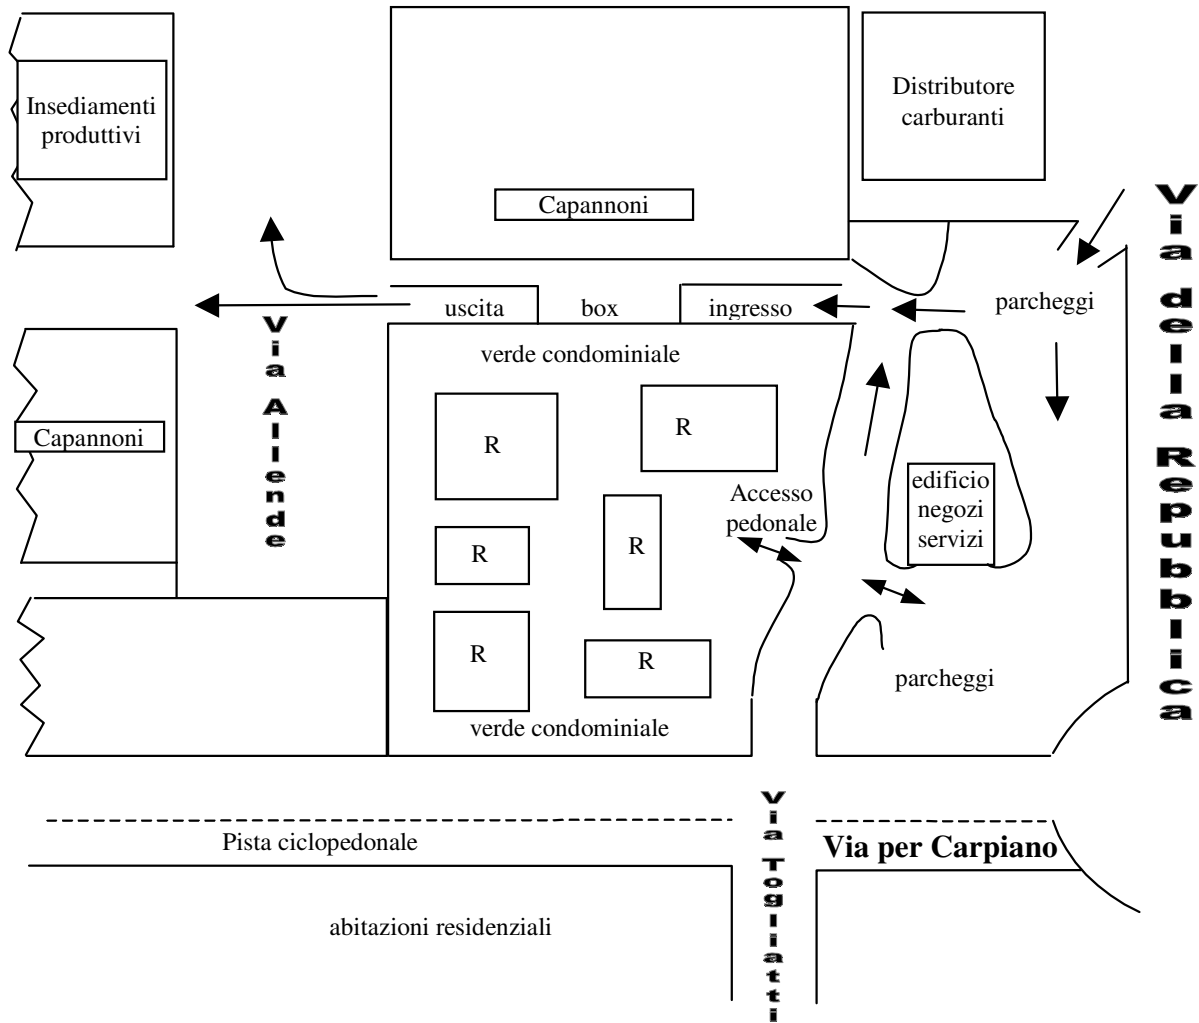 Insediamenti
produttivi
Distributore
carburanti
Capannoni
Via della Repubblica
parcheggi
uscita
box
ingresso
verde condominiale
Via Allende
Capannoni
R
R
Accesso
pedonale
edificio
negozi
servizi
R
R
R
R
parcheggi
verde condominiale
Via Togliatti
Pista ciclopedonale
Via per Carpiano
abitazioni residenziali